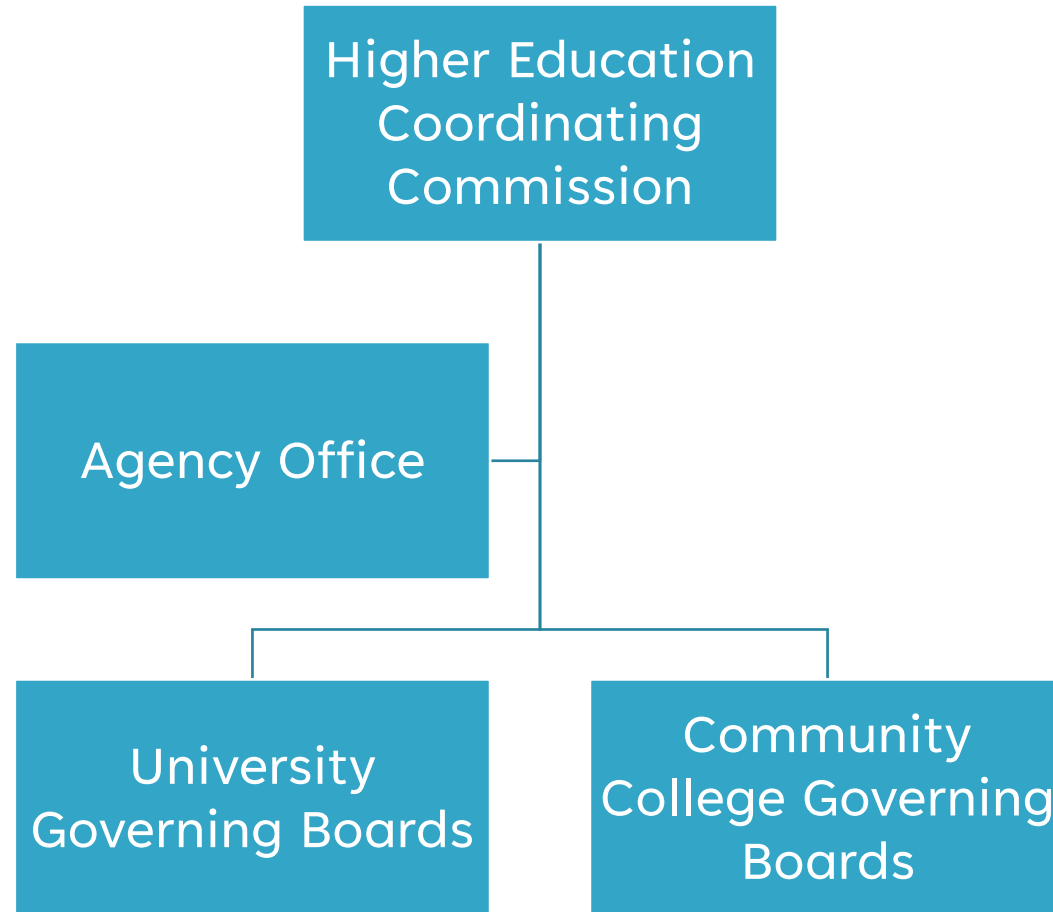 Higher Education
Coordinating
Commission
Agency Office
University
Governing Boards
Community
College Governing
Boards